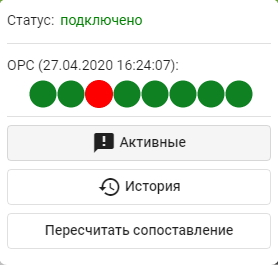 Статус: подключено
OPC (27.04.2020 16:24:07):
Активные
История
Пересчитать сопоставление